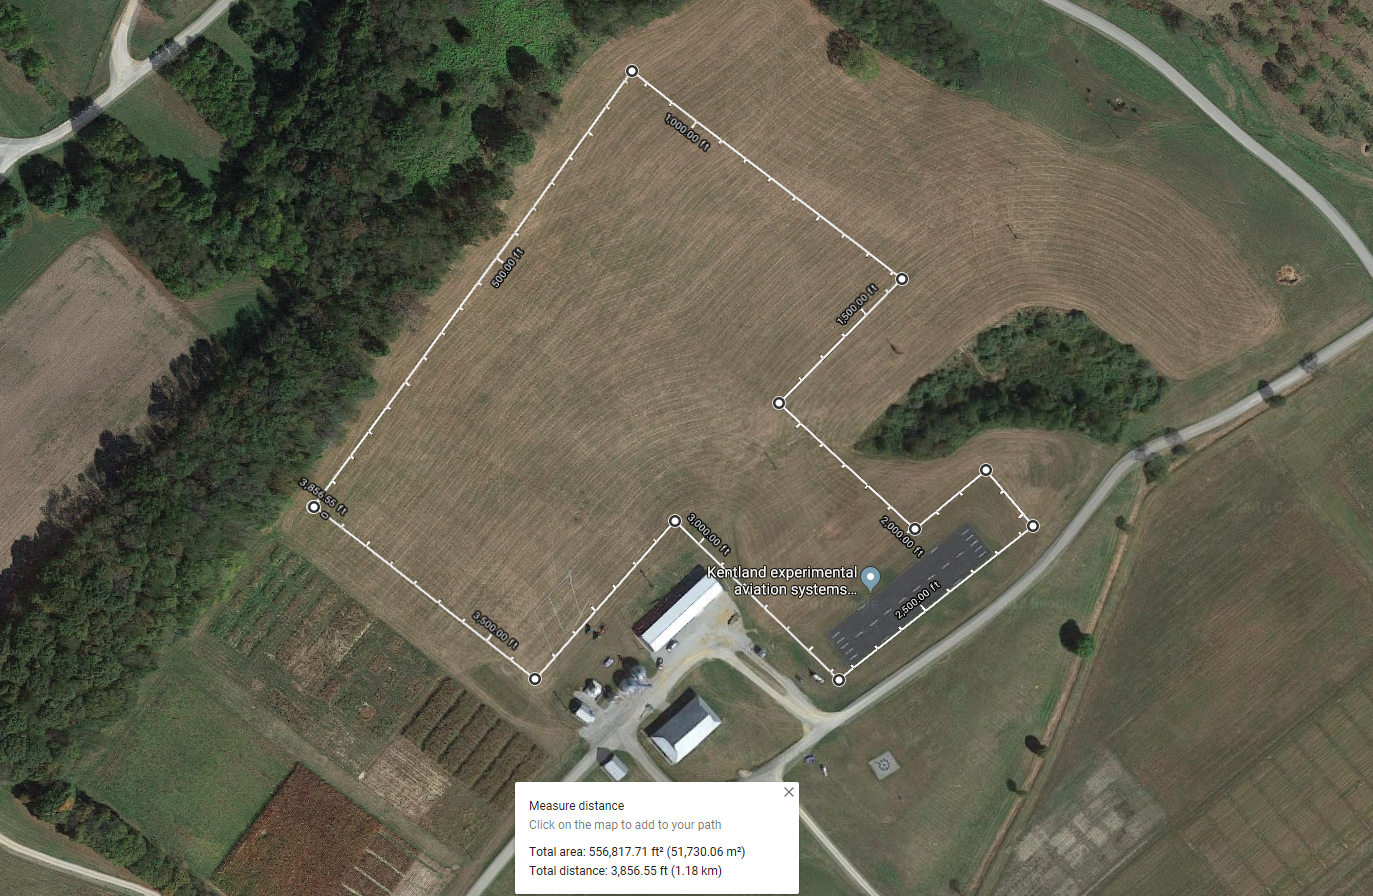 1,000.00 ft
500.00 ft
1,500.00 ft
3,856.55 ft
0
3,000.00 ft
2,000.00 ft
Kentland experimental
aviation systems...
2,500.00 ft
3,500.00 ft
Measure distance
Click on the map to add to your path
Total area: 556,817.71 ft² (51,730.06 m²)
Total distance: 3,856.55 ft (1.18 km)